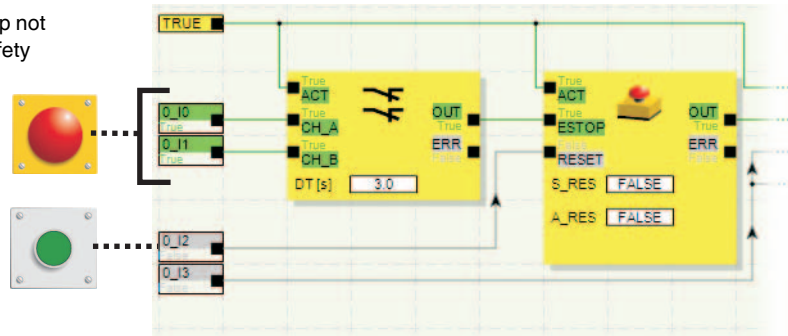 p not
fety
TRUE
0_I0
True
0_I1
True
0_I2
False
0_I3
False
True
ACT
True
CH_A
True
CH_B
OUT
True
ERR
False
DT [s] 3.0
True
ACT
True
ESTOP
False
RESET
OUT
True
ERR
False
S_RES FALSE
A_RES FALSE